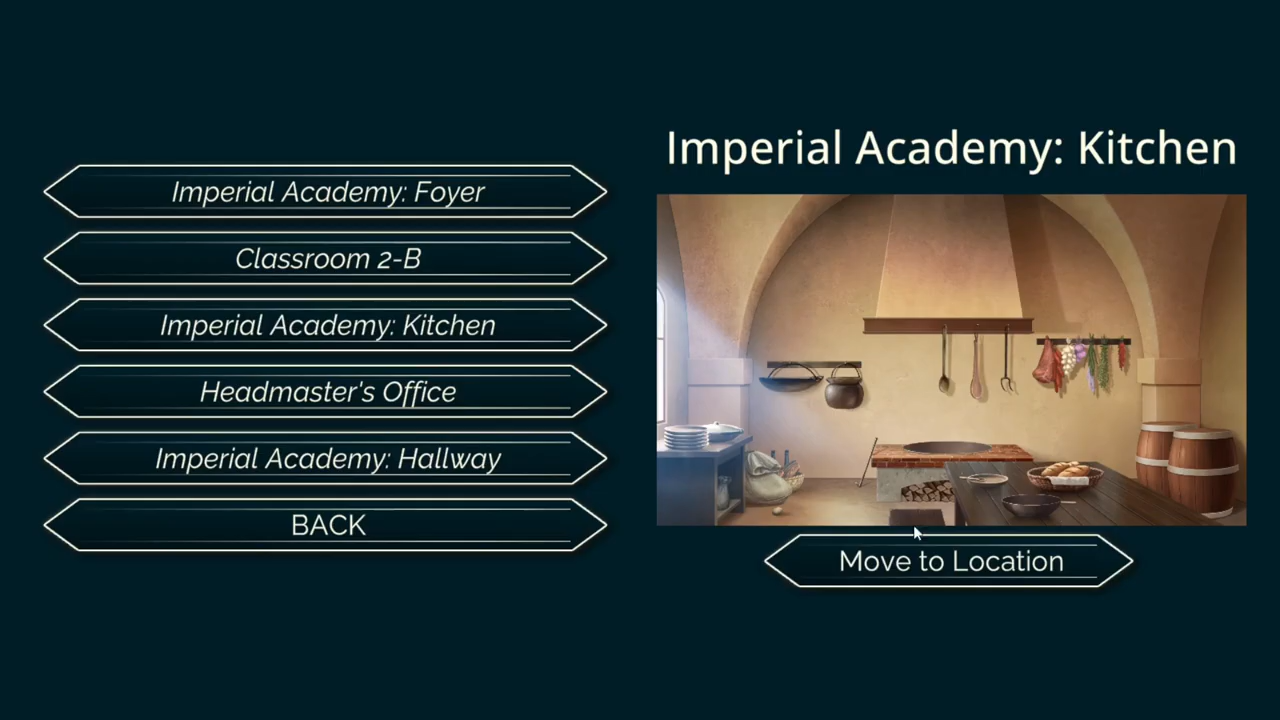 Imperial Academy: Foyer
Classroom 2-B
Imperial Academy: Kitchen
Headmaster's Office
Imperial Academy: Hallway
BACK
Imperial Academy: Kitchen
Move to Location